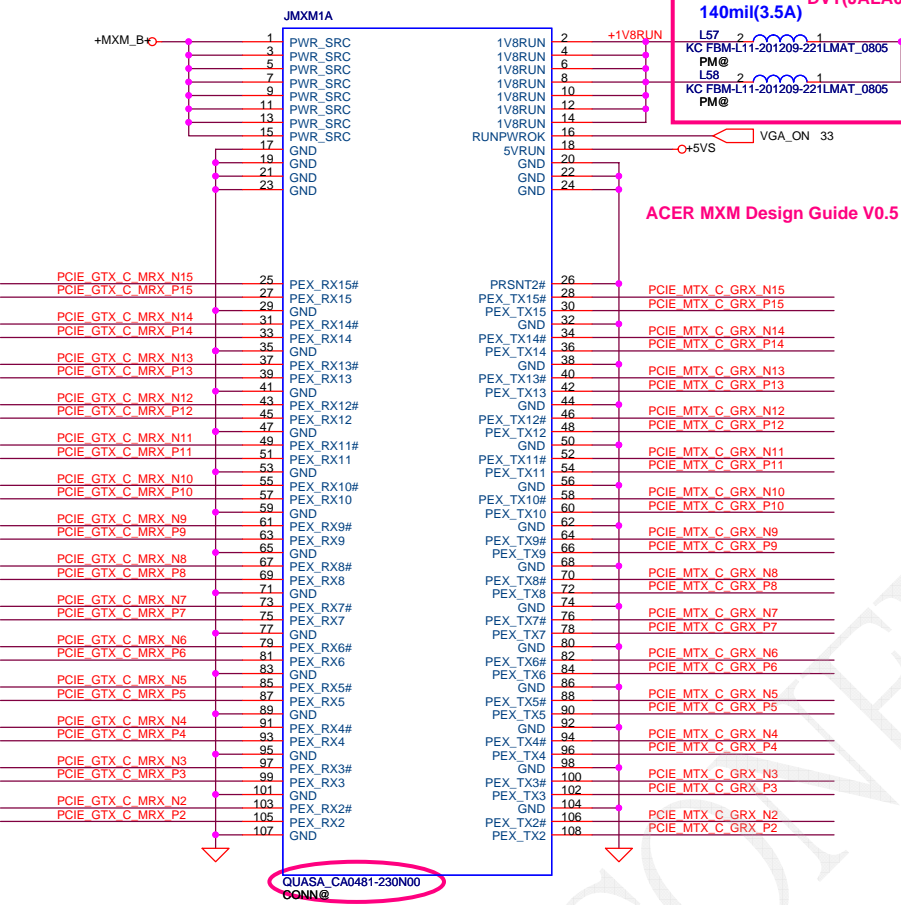 JMXM1A
140mil(3.5A)
+MXM_B+ 1 PWR_SRC 1V8RUN 2 +1V8RUN L57 2 1
3 PWR_SRC 1V8RUN 4 KC FBM-L11-201209-221LMAT_0805
5 PWR_SRC 1V8RUN 6 PM@
7 PWR_SRC 1V8RUN 8 L58 2 1
9 PWR_SRC 1V8RUN 10 KC FBM-L11-201209-221LMAT_0805
11 PWR_SRC 1V8RUN 12 PM@
13 PWR_SRC 1V8RUN 14
15 PWR_SRC RUNPWROK 16 VGA_ON 33
17 GND 5VRUN 18 +5VS
19 GND GND 20
21 GND GND 22
23 GND GND 24
ACER MXM Design Guide V0.5
PCIE_GTX_C_MRX_N15 25 PEX_RX15# PRSNT2# 26
PCIE_GTX_C_MRX_P15 27 PEX_RX15 PEX_TX15# 28 PCIE_MTX_C_GRX_N15
29 GND PEX_TX15 30 PCIE_MTX_C_GRX_P15
PCIE_GTX_C_MRX_N14 31 PEX_RX14# GND 32
PCIE_GTX_C_MRX_P14 33 PEX_RX14 PEX_TX14# 34 PCIE_MTX_C_GRX_N14
35 GND PEX_TX14 36 PCIE_MTX_C_GRX_P14
PCIE_GTX_C_MRX_N13 37 PEX_RX13# GND 38
PCIE_GTX_C_MRX_P13 39 PEX_RX13 PEX_TX13# 40 PCIE_MTX_C_GRX_N13
41 GND PEX_TX13 42 PCIE_MTX_C_GRX_P13
PCIE_GTX_C_MRX_N12 43 PEX_RX12# GND 44
PCIE_GTX_C_MRX_P12 45 PEX_RX12 PEX_TX12# 46 PCIE_MTX_C_GRX_N12
47 GND PEX_TX12 48 PCIE_MTX_C_GRX_P12
PCIE_GTX_C_MRX_N11 49 PEX_RX11# GND 50
PCIE_GTX_C_MRX_P11 51 PEX_RX11 PEX_TX11# 52 PCIE_MTX_C_GRX_N11
53 GND PEX_TX11 54 PCIE_MTX_C_GRX_P11
PCIE_GTX_C_MRX_N10 55 PEX_RX10# GND 56
PCIE_GTX_C_MRX_P10 57 PEX_RX10 PEX_TX10# 58 PCIE_MTX_C_GRX_N10
59 GND PEX_TX10 60 PCIE_MTX_C_GRX_P10
PCIE_GTX_C_MRX_N9 61 PEX_RX9# GND 62
PCIE_GTX_C_MRX_P9 63 PEX_RX9 PEX_TX9# 64 PCIE_MTX_C_GRX_N9
65 GND PEX_TX9 66 PCIE_MTX_C_GRX_P9
PCIE_GTX_C_MRX_N8 67 PEX_RX8# GND 68
PCIE_GTX_C_MRX_P8 69 PEX_RX8 PEX_TX8# 70 PCIE_MTX_C_GRX_N8
71 GND PEX_TX8 72 PCIE_MTX_C_GRX_P8
PCIE_GTX_C_MRX_N7 73 PEX_RX7# GND 74
PCIE_GTX_C_MRX_P7 75 PEX_RX7 PEX_TX7# 76 PCIE_MTX_C_GRX_N7
77 GND PEX_TX7 78 PCIE_MTX_C_GRX_P7
PCIE_GTX_C_MRX_N6 79 PEX_RX6# GND 80
PCIE_GTX_C_MRX_P6 81 PEX_RX6 PEX_TX6# 82 PCIE_MTX_C_GRX_N6
83 GND PEX_TX6 84 PCIE_MTX_C_GRX_P6
PCIE_GTX_C_MRX_N5 85 PEX_RX5# GND 86
PCIE_GTX_C_MRX_P5 87 PEX_RX5 PEX_TX5# 88 PCIE_MTX_C_GRX_N5
89 GND PEX_TX5 90 PCIE_MTX_C_GRX_P5
PCIE_GTX_C_MRX_N4 91 PEX_RX4# GND 92
PCIE_GTX_C_MRX_P4 93 PEX_RX4 PEX_TX4# 94 PCIE_MTX_C_GRX_N4
95 GND PEX_TX4 96 PCIE_MTX_C_GRX_P4
PCIE_GTX_C_MRX_N3 97 PEX_RX3# GND 98
PCIE_GTX_C_MRX_P3 99 PEX_RX3 PEX_TX3# 100 PCIE_MTX_C_GRX_N3
101 GND PEX_TX3 102 PCIE_MTX_C_GRX_P3
PCIE_GTX_C_MRX_N2 103 PEX_RX2# GND 104
PCIE_GTX_C_MRX_P2 105 PEX_RX2 PEX_TX2# 106 PCIE_MTX_C_GRX_N2
107 GND PEX_TX2 108 PCIE_MTX_C_GRX_P2
QUASA_CA0481-230N00
CONN@